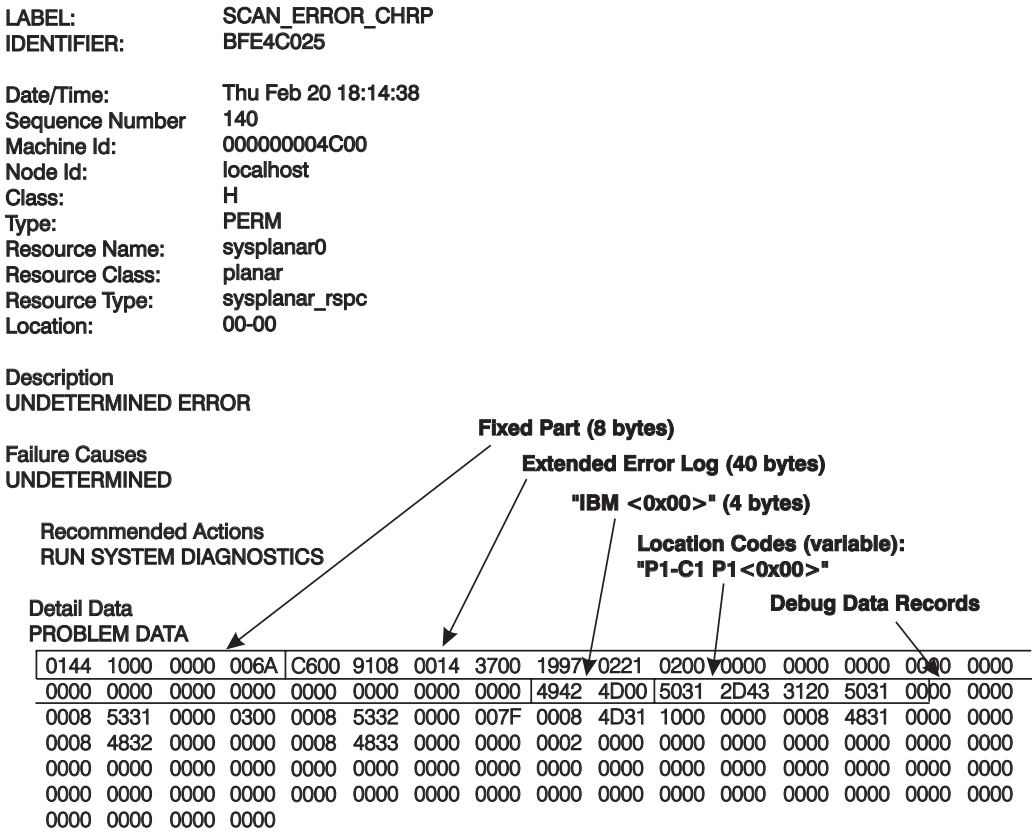 LABEL: SCAN_ERROR_CHRP
IDENTIFIER: BFE4C025
Date/Time: Thu Feb 20 18:14:38
Sequence Number 140
Machine Id: 000000004C00
Node Id: localhost
Class: H
Type: PERM
Resource Name: sysplanar0
Resource Class: planar
Resource Type: sysplanar_rspc
Location: 00-00
Description
UNDETERMINED ERROR
Fixed Part (8 bytes)
Failure Causes
UNDETERMINED
Extended Error Log (40 bytes)
"IBM <0x00>" (4 bytes)
Recommended Actions
RUN SYSTEM DIAGNOSTICS
Location Codes (variable):
"P1-C1 P1<0x00>"
Debug Data Records
Detail Data
PROBLEM DATA
0144 1000 0000 006A C600 9108 0014 3700 1997 0221 0200 0000 0000 0000 0000 0000
0000 0000 0000 0000 0000 0000 0000 0000 4942 4D00 5031 2D43 3120 5031 0000 0000
0008 5331 0000 0300 0008 5332 0000 007F 0008 4D31 1000 0000 0008 4831 0000 0000
0008 4832 0000 0000 0008 4833 0000 0000 0002 0000 0000 0000 0000 0000 0000 0000
0000 0000 0000 0000 0000 0000 0000 0000 0000 0000 0000 0000 0000 0000 0000 0000
0000 0000 0000 0000 0000 0000 0000 0000 0000 0000 0000 0000 0000 0000 0000 0000
0000 0000 0000 0000